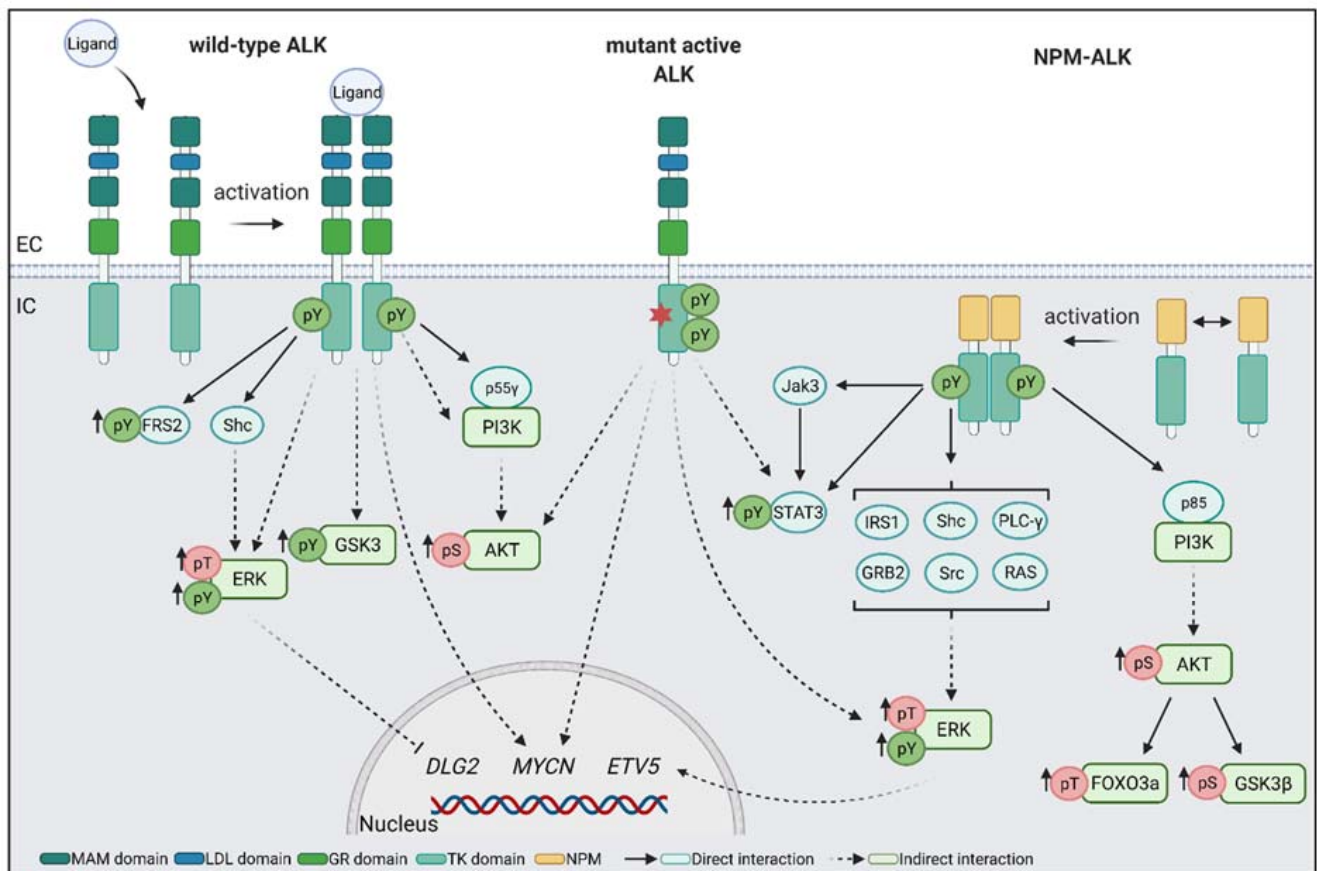 Ligand
wild-type ALK
mutant active
ALK
NPM-ALK
Ligand
activation
EC
IC
pY
pY
pY
pY
pY
pY
activation
pY FRS2
Shc
p55γ
PI3K
Jak3
pY STAT3
IRS1
Shc
PLC-γ
GRB2
Src
RAS
p85
PI3K
pT
pY
ERK
pY GSK3
pS AKT
pS AKT
pT
pY
ERK
pT FOXO3a
pS GSK3β
DLG2 MYCN ETV5
Nucleus
MAM domain LDL domain GR domain TK domain NPM Direct interaction Indirect interaction